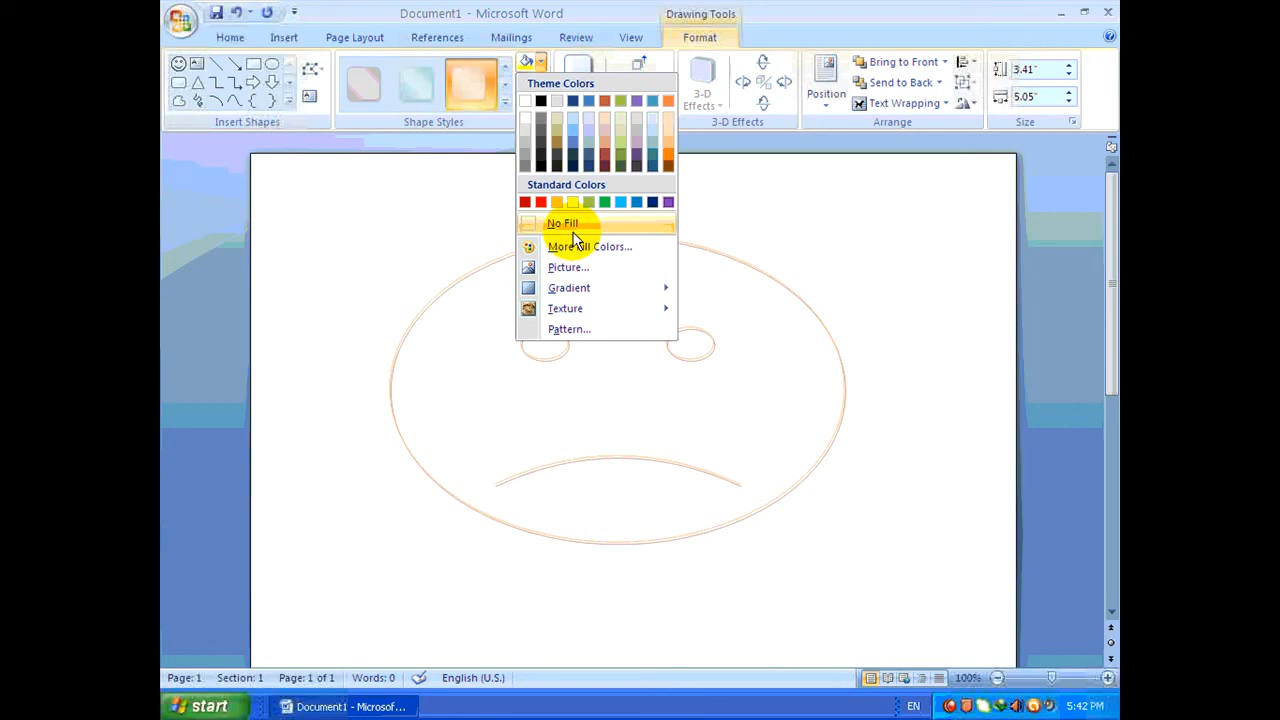 Document1 - Microsoft Word
Drawing Tools
Home Insert Page Layout References Mailings Review View Format
Insert Shapes
Shape Styles
3-D
Effects
3-D Effects
Position
Bring to Front
Send to Back
Text Wrapping
Arrange
3.41"
5.05"
Size
Theme Colors
Standard Colors
No Fill
More Fill Colors...
Picture...
Gradient
Texture
Pattern...
Page: 1 Section: 1 Page: 1 of 1 Words: 0 English (U.S.) 100%
start Document1 - Microsof... EN 5:42 PM